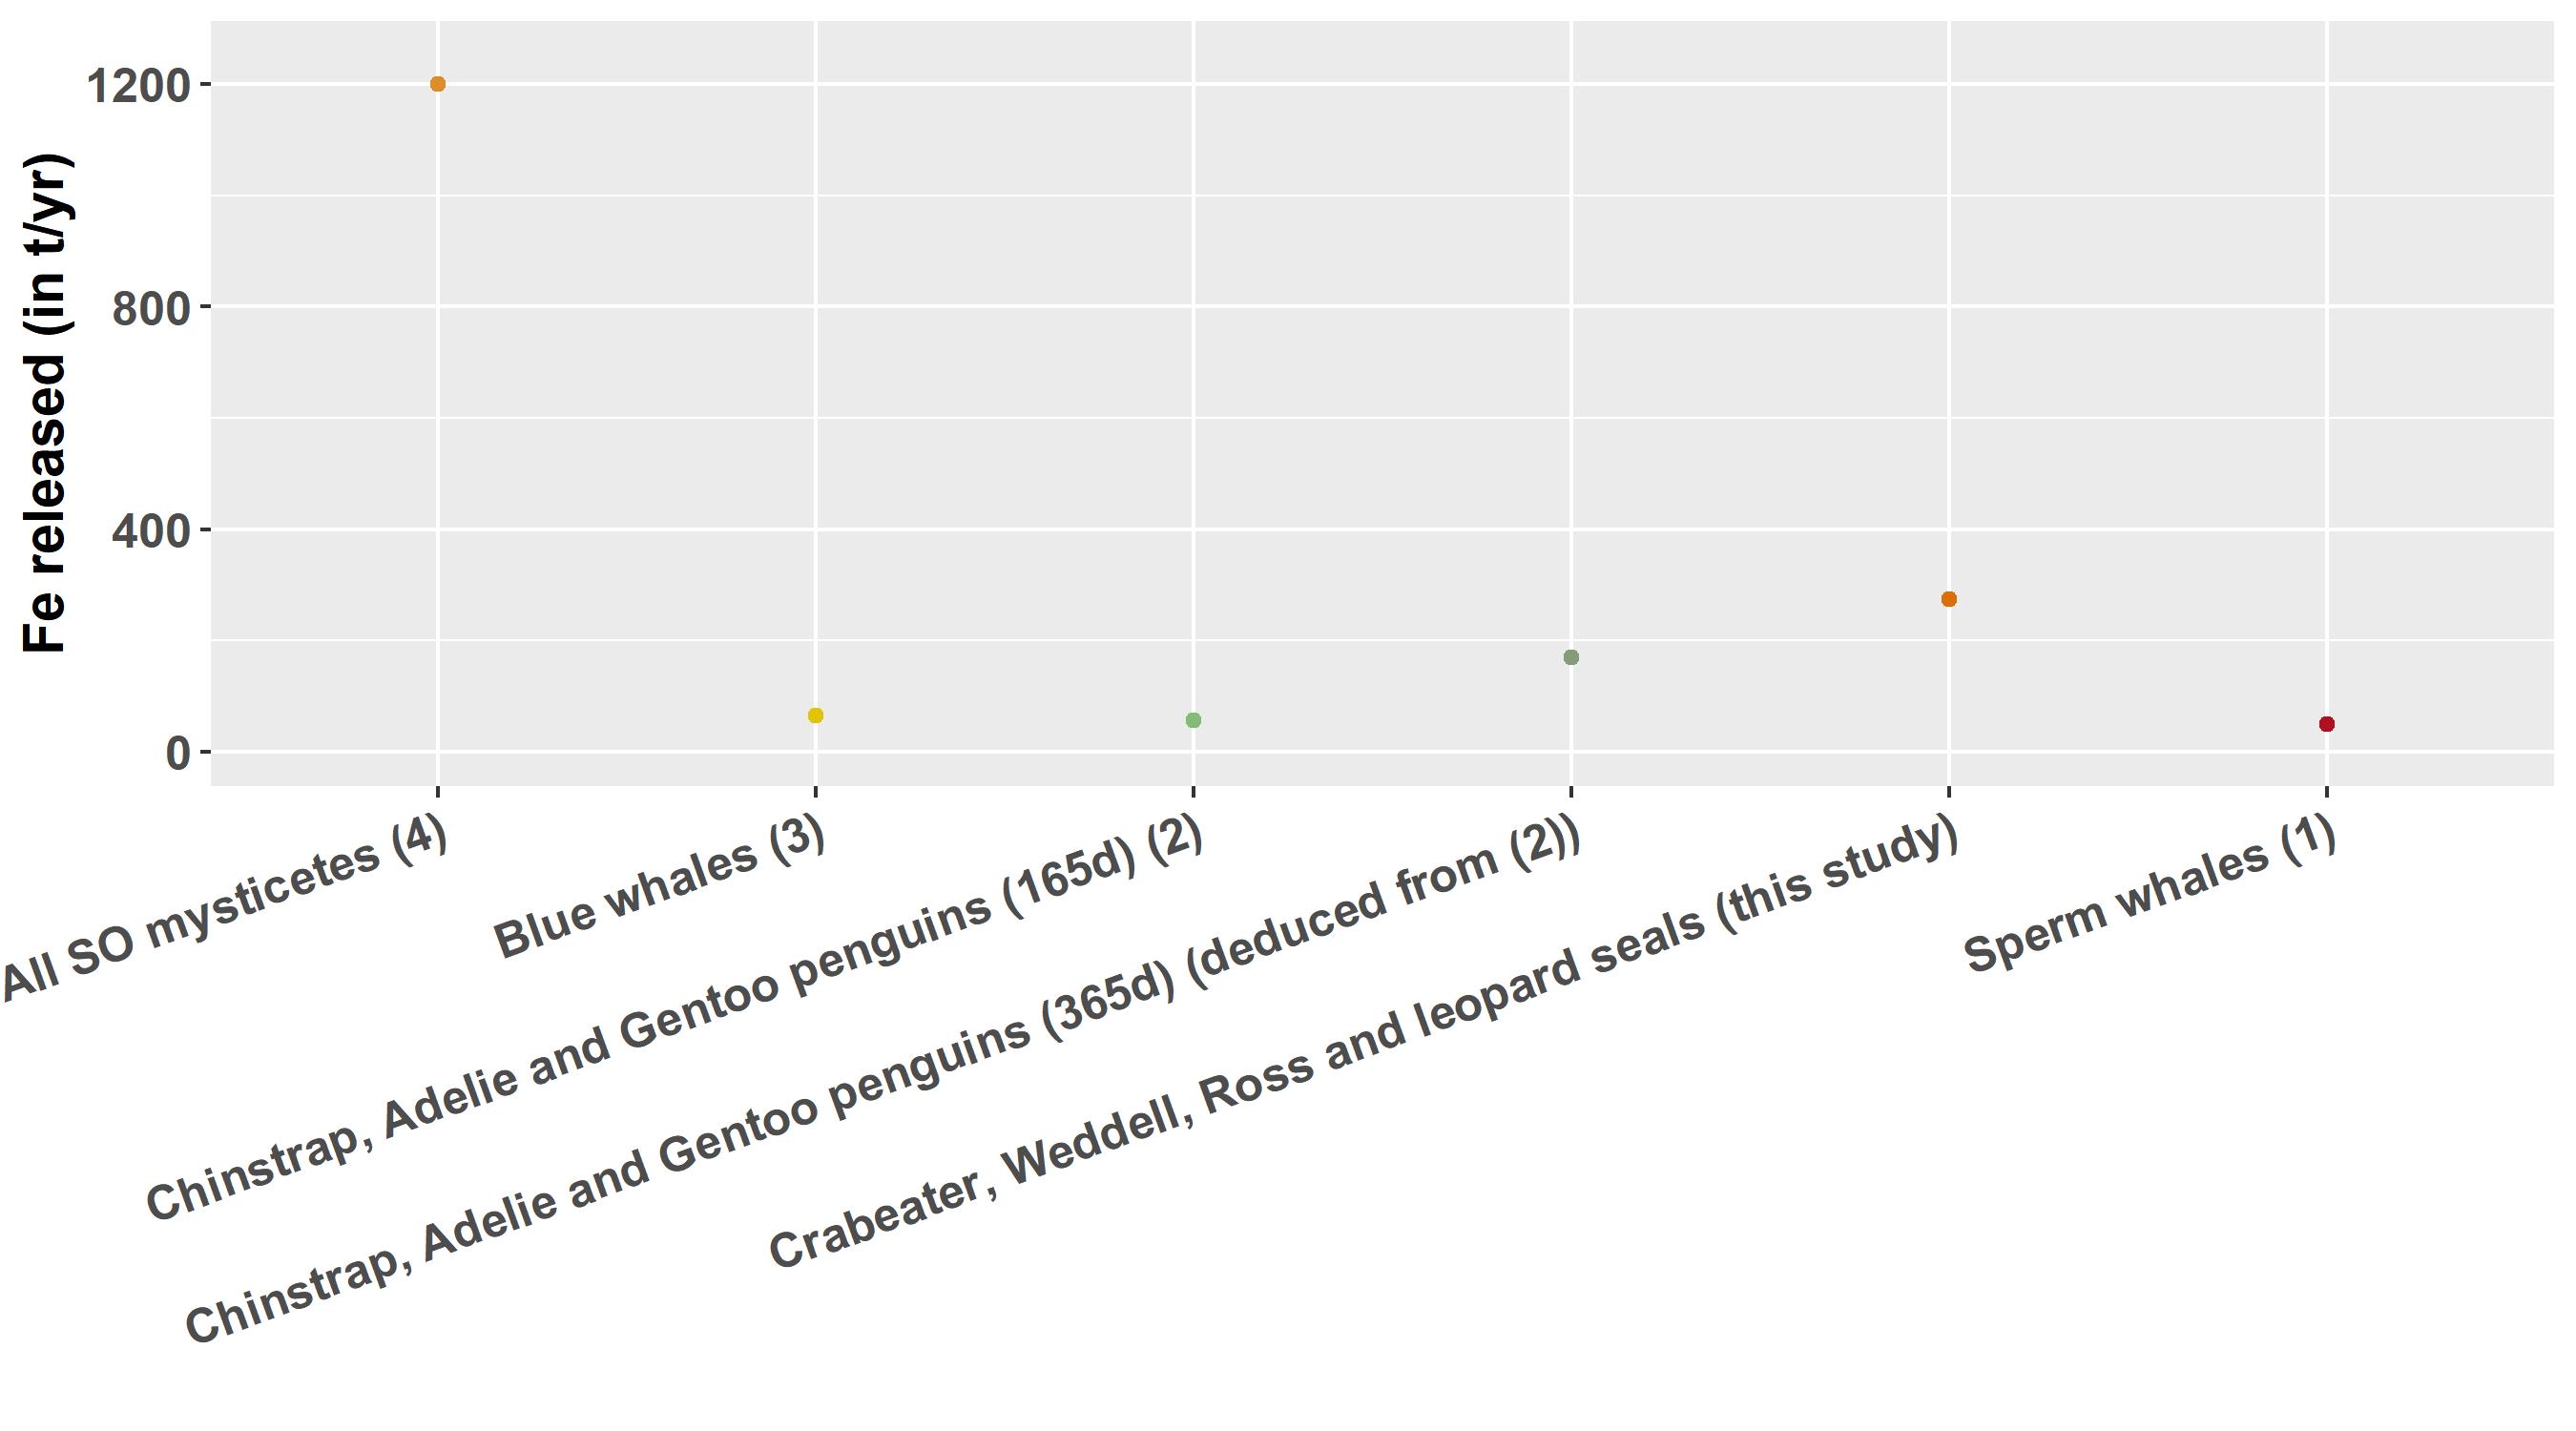 Fe released (in t/yr)
1200
800
400
0
All SO mysticetes (4)
Blue whales (3)
Chinstrap, Adelie and Gentoo penguins (165d) (2)
Chinstrap, Adelie and Gentoo penguins (365d) (deduced from (2))
Crabeater, Weddell, Ross and leopard seals (this study)
Sperm whales (1)